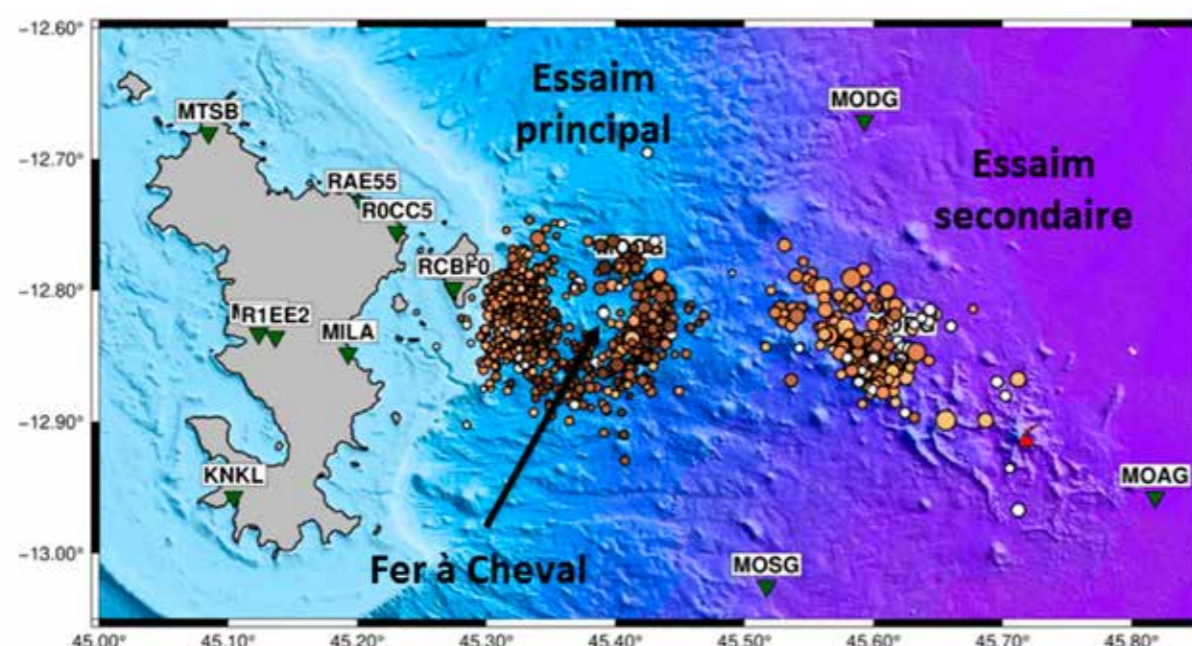 −12.60°
−12.70°
−12.80°
−12.90°
−13.00°
Essaim
principal
Essaim
secondaire
MODG
MTSB
RAE55
R0CC5
RCBF0
R1EE2
MILA
KNKL
MOAG
MOSG
Fer à Cheval
45.00°
45.10°
45.20°
45.30°
45.40°
45.50°
45.60°
45.70°
45.80°